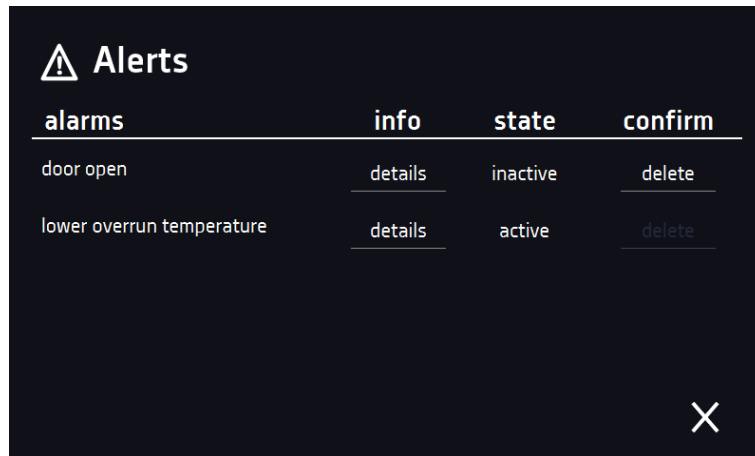 Alerts
alarms info state confirm
door open details inactive delete
lower overrun temperature details active delete